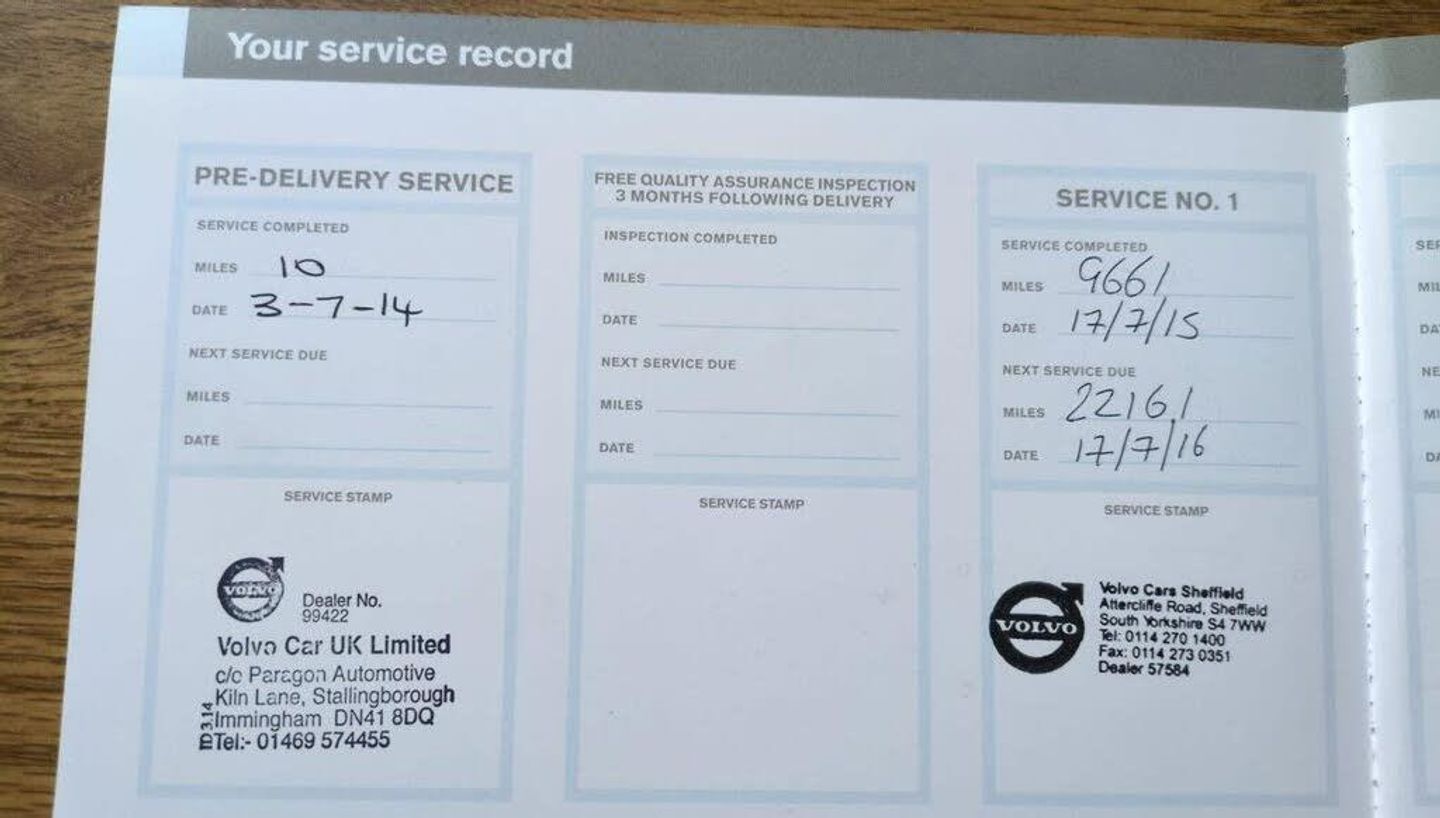 Your service record
PRE-DELIVERY SERVICE
SERVICE COMPLETED
MILES 10
DATE 3-7-14
NEXT SERVICE DUE
MILES
DATE
SERVICE STAMP
VOLVO
Dealer No.
99422
Volvo Car UK Limited
c/o Paragon Automotive
Kiln Lane, Stallingborough
Immingham DN41 8DQ
Tel:- 01469 574455
ID 3.14
FREE QUALITY ASSURANCE INSPECTION
3 MONTHS FOLLOWING DELIVERY
INSPECTION COMPLETED
MILES
DATE
NEXT SERVICE DUE
MILES
DATE
SERVICE STAMP
SERVICE NO. 1
SERVICE COMPLETED
MILES 9661
DATE 17/7/15
NEXT SERVICE DUE
MILES 22161
DATE 17/7/16
SERVICE STAMP
VOLVO
Volvo Cars Sheffield
Attercliffe Road, Sheffield
South Yorkshire S4 7WW
Tel: 0114 270 1400
Fax: 0114 273 0351
Dealer 57584